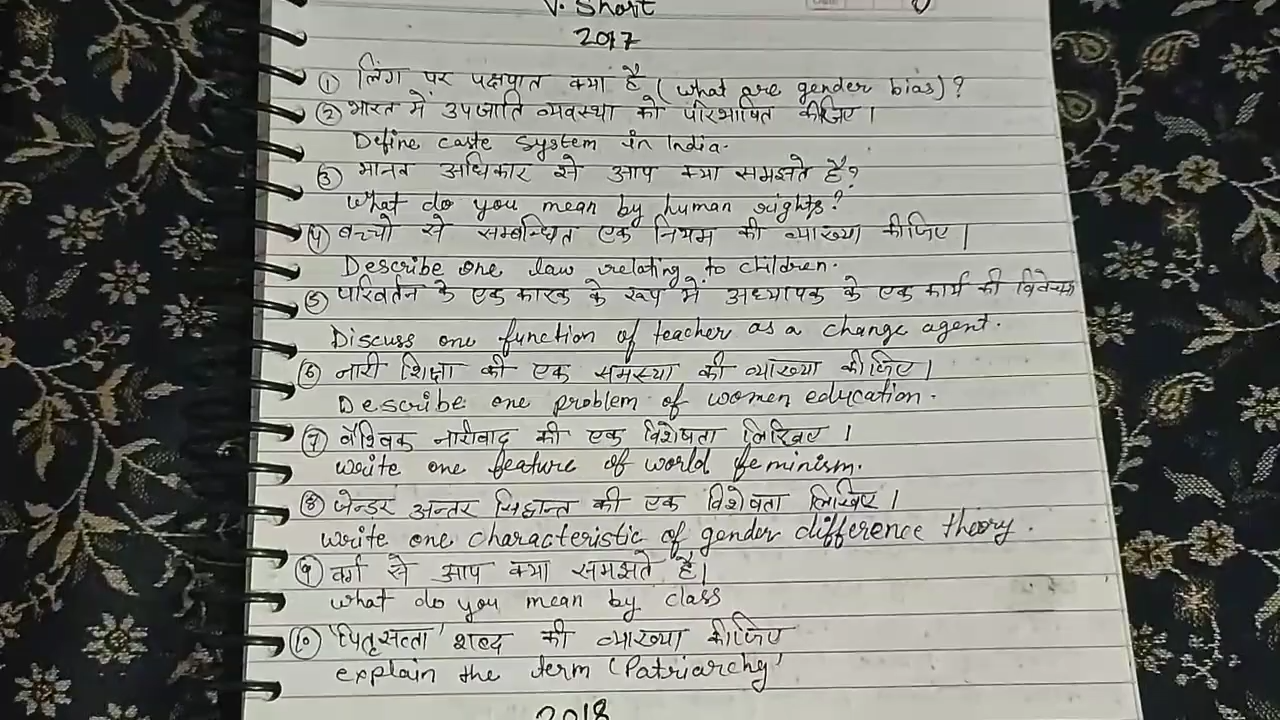 V. Short
2017
① लिंग पर पक्षपात क्या है (what are gender bias)?
② भारत में उपजाति व्यवस्था को परिभाषित कीजिए।
Define caste system in India.
③ मानव अधिकार से आप क्या समझते है?
what do you mean by human rights?
④ बच्चो से सम्बन्धित एक नियम की व्याख्या कीजिए।
Describe one law relating to children.
⑤ परिवर्तन के एक कारक के रूप में अध्यापक के एक कार्य की
Discuss one function of teacher as a change agent.
⑥ नारी शिक्षा की एक समस्या की व्याख्या कीजिए।
Describe one problem of women education.
⑦ वैश्विक नारीवाद की एक विशेषता लिखिए।
write one feature of world feminism.
⑧ जेन्डर अन्तर सिद्धान्त की एक विशेषता लिखिए।
write one characteristic of gender difference theory.
⑨ वर्ग से आप क्या समझते है।
what do you mean by class
⑩ 'पितृसत्ता' शब्द की व्याख्या कीजिए
explain the term 'Patriarchy'
2018